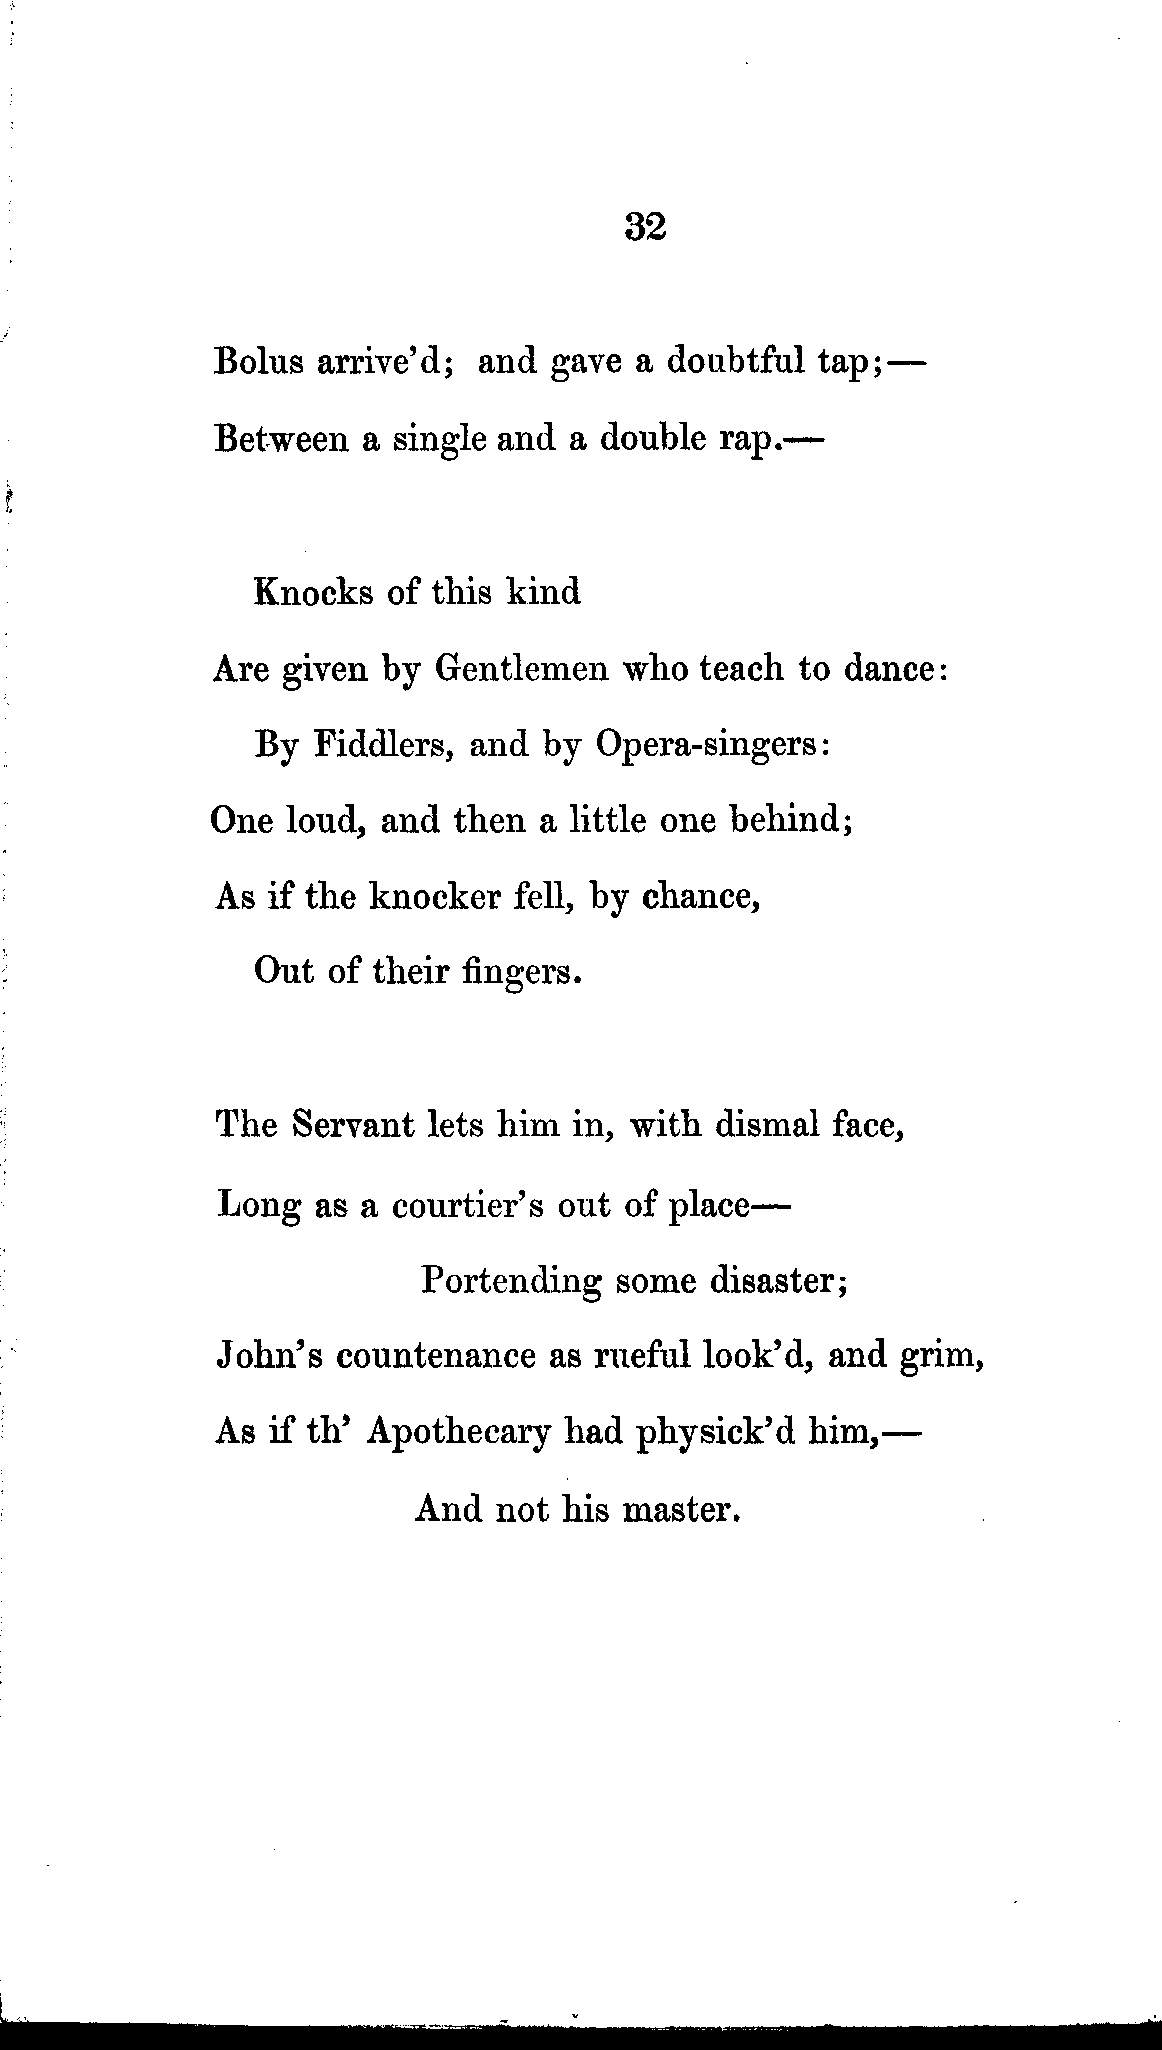 32
Bolus arrive'd; and gave a doubtful tap;—
Between a single and a double rap.—
Knocks of this kind
Are given by Gentlemen who teach to dance:
By Fiddlers, and by Opera-singers:
One loud, and then a little one behind;
As if the knocker fell, by chance,
Out of their fingers.
The Servant lets him in, with dismal face,
Long as a courtier's out of place—
Portending some disaster;
John's countenance as rueful look'd, and grim,
As if th' Apothecary had physick'd him,—
And not his master.